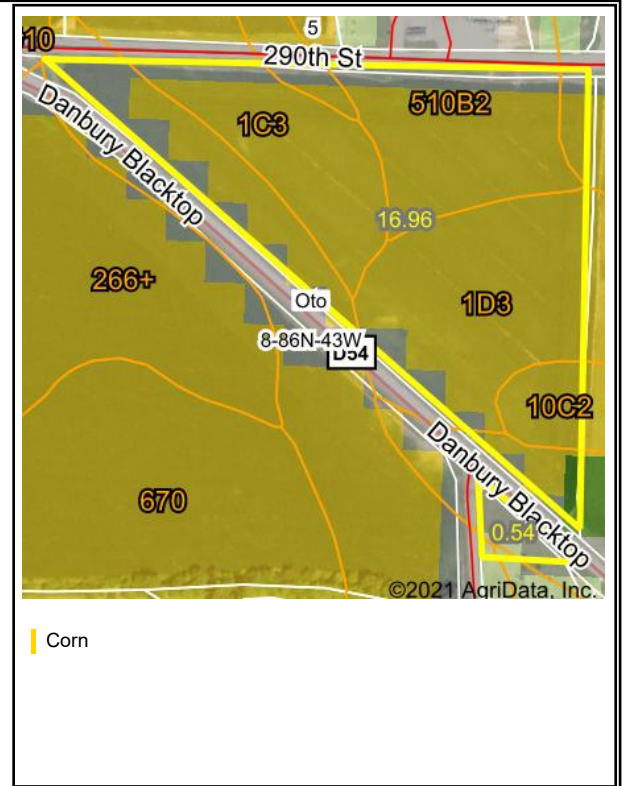 5
510
290th St
510B2
1C3
Danbury Blacktop
16.96
266+
Oto
1D3
8-86N-43W
D54
10C2
Danbury Blacktop
670
0.54
©2021 AgriData, Inc.
Corn